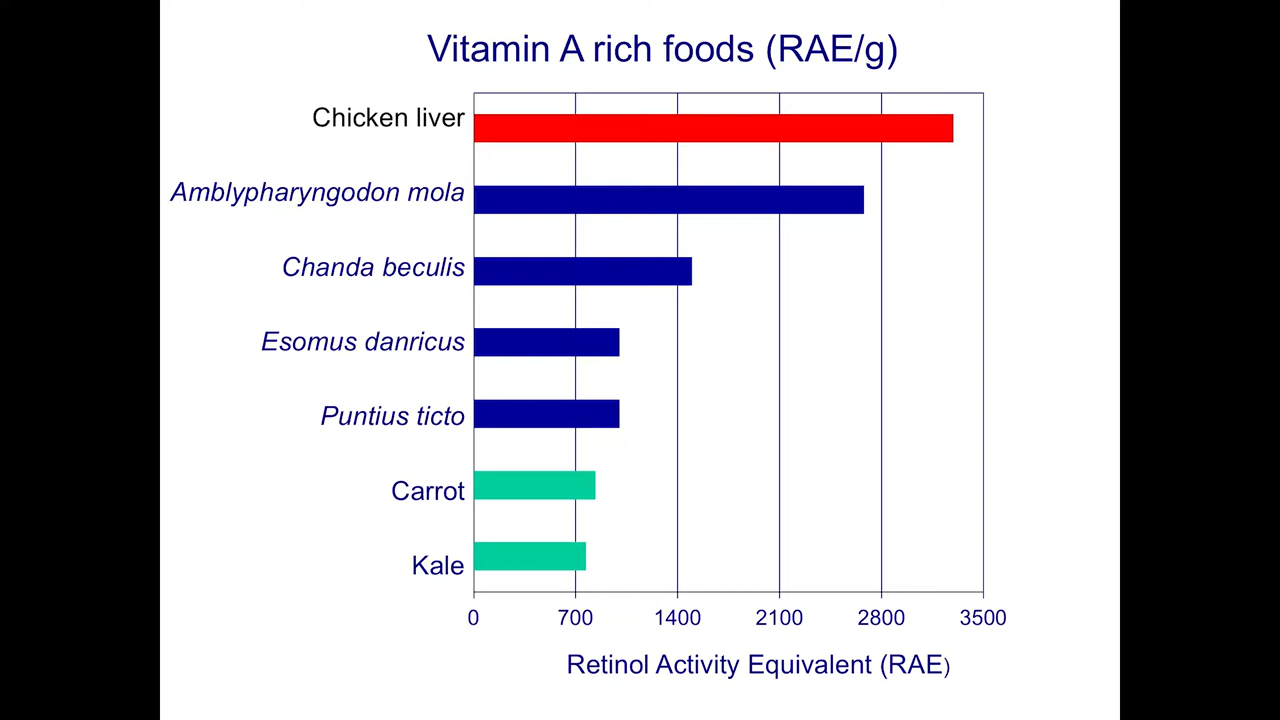 Vitamin A rich foods (RAE/g)
Chicken liver
Amblypharyngodon mola
Chanda beculis
Esomus danricus
Puntius ticto
Carrot
Kale
0 700 1400 2100 2800 3500
Retinol Activity Equivalent (RAE)